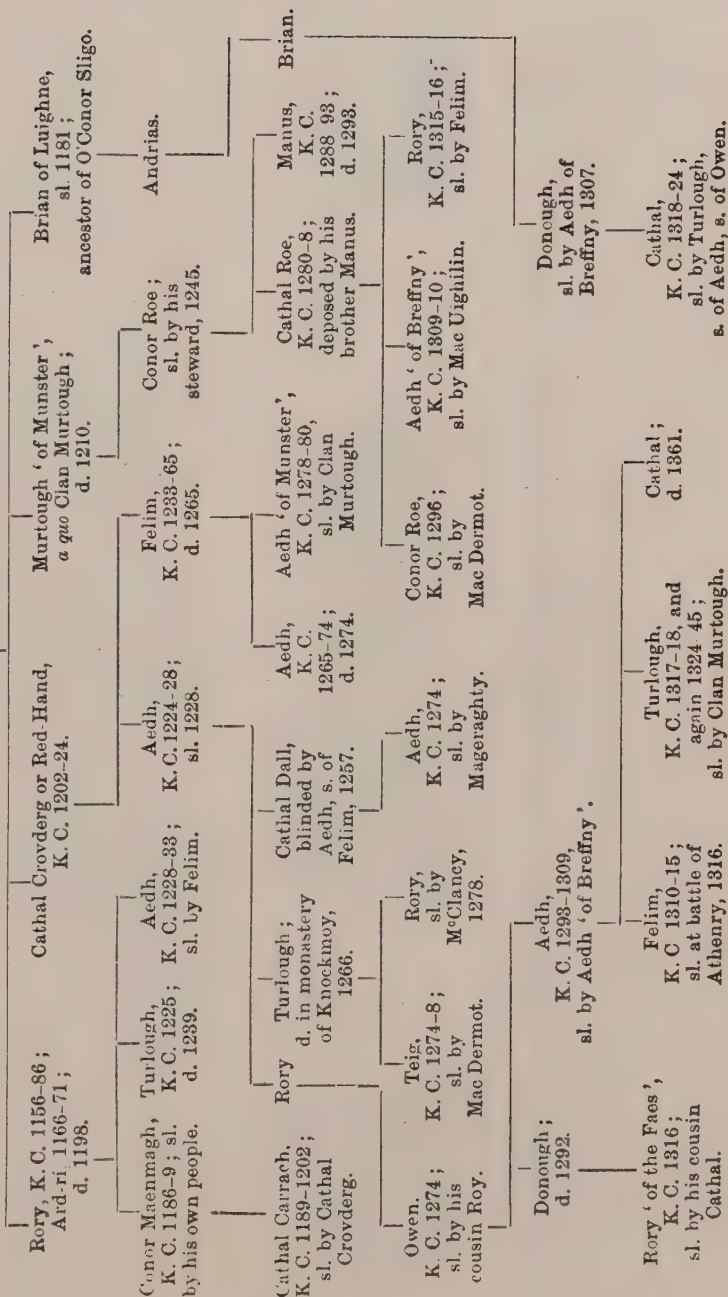 Rory, K. C. 1156-86 ;
Ard-ri 1166-71 ;
d. 1198.
Cathal Crovderg or Red-Hand,
K. C. 1202-24.
Murtough ‘ of Munster’,
a quo Clan Murtough ;
d. 1210.
Brian of Luighne,
sl. 1181 ;
ancestor of O'Conor Sligo.
Conor Maenmagh,
K. C. 1186-9 ; sl.
by his own people.
Turlough,
K. C. 1225 ;
d. 1239.
Aedh,
K. C. 1228-33 ;
sl. by Felim.
Aedh,
K. C. 1224-28 ;
sl. 1228.
Felim,
K. C. 1233-65 ;
d. 1265.
Conor Roe ;
sl. by his
steward, 1245.
Andrias.
Cathal Carrach,
K. C. 1189-1202 ;
sl. by Cathal
Crovderg.
Rory
Turlough ;
d. in monastery
of Knockmoy,
1266.
Cathal Dall,
blinded by
Aedh, s. of
Felim, 1257.
Aedh,
K. C.
1265-74 ;
d. 1274.
Aedh ‘ of Munster’,
K. C. 1278-80,
sl. by Clan
Murtough.
Cathal Roe,
K. C. 1280-8 ;
deposed by his
brother Manus.
Manus,
K. C.
1288 93 ;
d. 1293.
Brian.
Owen.
K. C. 1274 ;
sl. by his
cousin Roy.
Teig,
K. C. 1274-8 ;
sl. by
Mac Dermot.
Rory,
sl. by
McClancy,
1278.
Aedh,
K. C. 1274 ;
sl. by
Mageraghty.
Conor Roe,
K. C. 1296 ;
sl. by
Mac Dermot.
Aedh ‘ of Breffny’,
K. C. 1309-10 ;
sl. by Mac Uighilin.
Rory,
K. C. 1315-16 ;
sl. by Felim.
Donough ;
d. 1292.
Aedh,
K. C. 1293-1309,
sl. by Aedh ‘ of Breffny ’.
Donough,
sl. by Aedh of
Breffny, 1307.
Rory ‘ of the Faes’,
K. C. 1316 ;
sl. by his cousin
Cathal.
Felim,
K. C 1310-15 ;
sl. at battle of
Athenry, 1316.
Turlough,
K. C. 1317-18, and
again 1324-45 ;
sl. by Clan Murtough.
Cathal ;
d. 1361.
Cathal,
K. C. 1318-24 ;
sl. by Turlough,
s. of Aedh, s. of Owen.